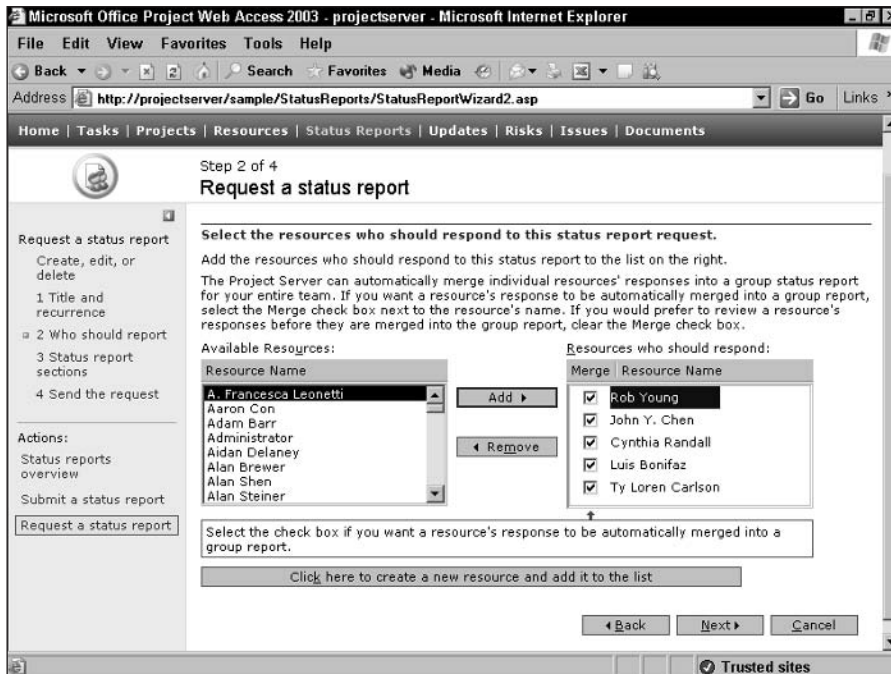 Microsoft Office Project Web Access 2003 - projectserver - Microsoft Internet Explorer
File Edit View Favorites Tools Help
Back Search Favorites Media
Address http://projectserver/sample/StatusReports/StatusReportWizard2.asp Go Links
Home | Tasks | Projects | Resources | Status Reports | Updates | Risks | Issues | Documents
Step 2 of 4
Request a status report
Request a status report
Create, edit, or
delete
1 Title and
recurrence
2 Who should report
3 Status report
sections
4 Send the request
Actions:
Status reports
overview
Submit a status report
Request a status report
Select the resources who should respond to this status report request.
Add the resources who should respond to this status report to the list on the right.
The Project Server can automatically merge individual resources' responses into a group status report
for your entire team. If you want a resource's response to be automatically merged into a group report,
select the Merge check box next to the resource's name. If you would prefer to review a resource's
responses before they are merged into the group report, clear the Merge check box.
Available Resources:
Resource Name
A. Francesca Leonetti
Aaron Con
Adam Barr
Administrator
Aidan Delaney
Alan Brewer
Alan Shen
Alan Steiner
Add
Remove
Resources who should respond:
Merge Resource Name
Rob Young
John Y. Chen
Cynthia Randall
Luis Bonifaz
Ty Loren Carlson
Select the check box if you want a resource's response to be automatically merged into a
group report.
Click here to create a new resource and add it to the list
Back Next Cancel
Trusted sites